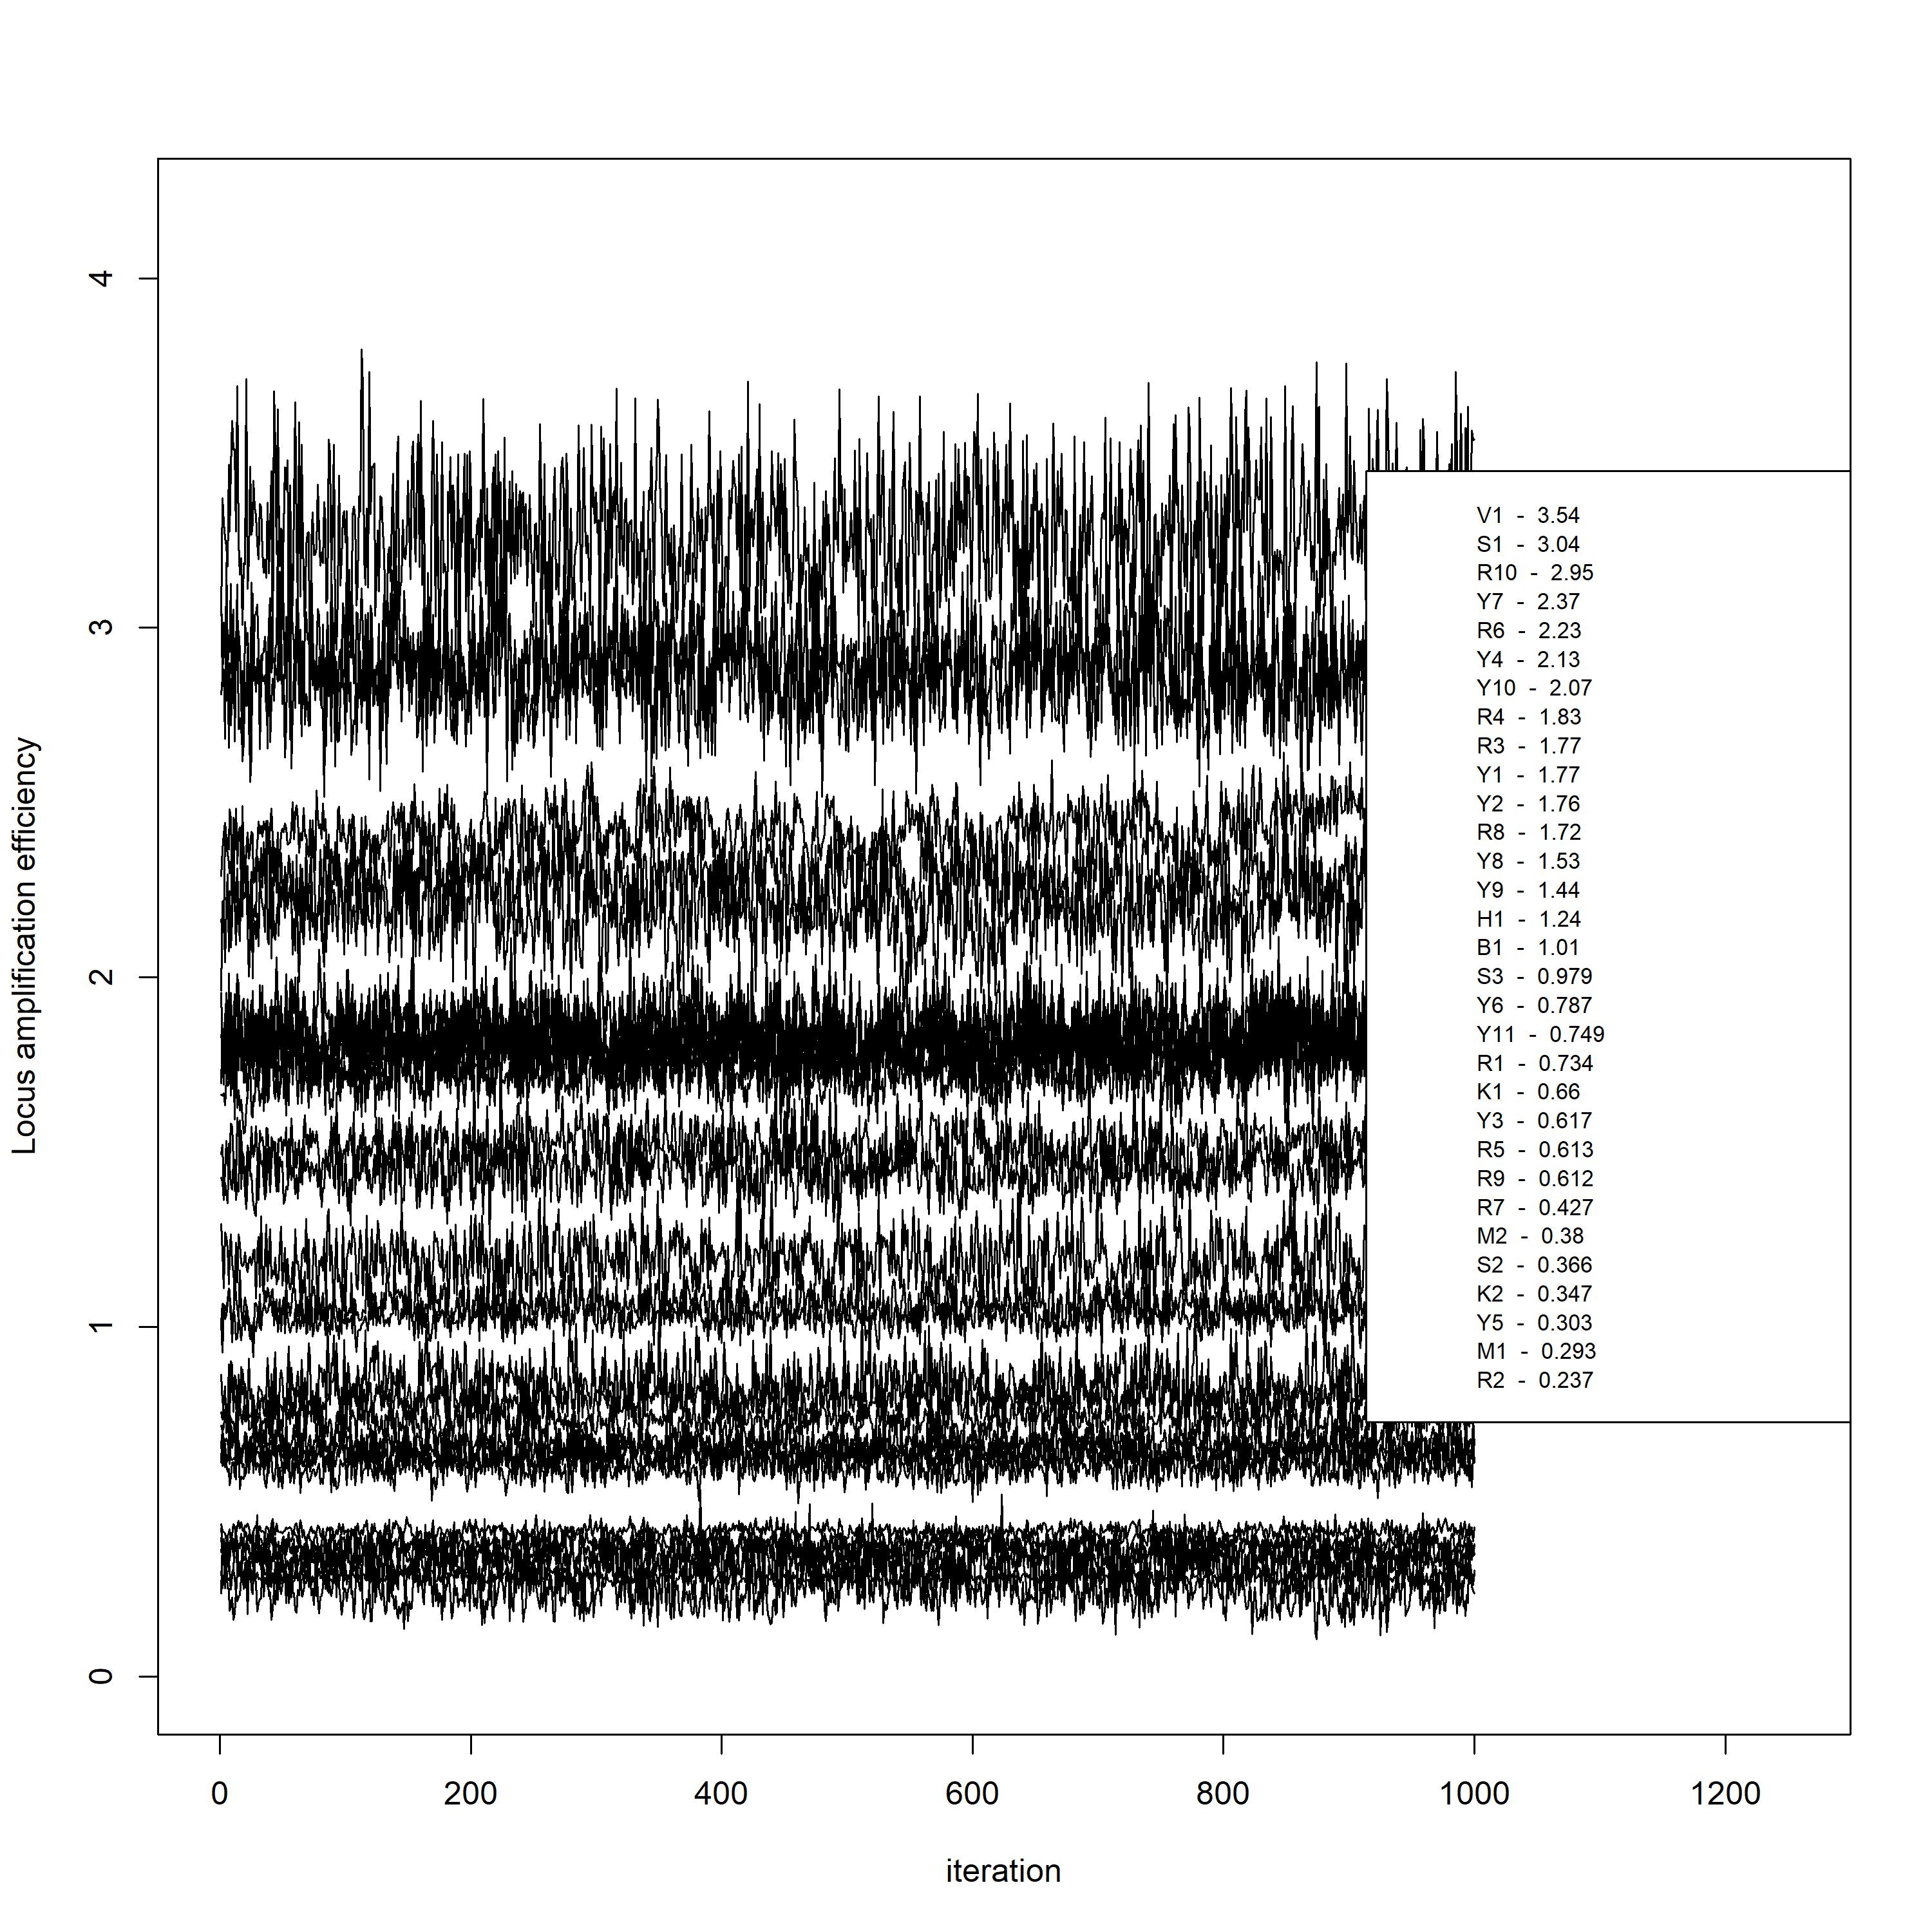 Locus amplification efficiency
4
3
2
1
0
V1 - 3.54
S1 - 3.04
R10 - 2.95
Y7 - 2.37
R6 - 2.23
Y4 - 2.13
Y10 - 2.07
R4 - 1.83
R3 - 1.77
Y1 - 1.77
Y2 - 1.76
R8 - 1.72
Y8 - 1.53
Y9 - 1.44
H1 - 1.24
B1 - 1.01
S3 - 0.979
Y6 - 0.787
Y11 - 0.749
R1 - 0.734
K1 - 0.66
Y3 - 0.617
R5 - 0.613
R9 - 0.612
R7 - 0.427
M2 - 0.38
S2 - 0.366
K2 - 0.347
Y5 - 0.303
M1 - 0.293
R2 - 0.237
0 200 400 600 800 1000 1200
iteration